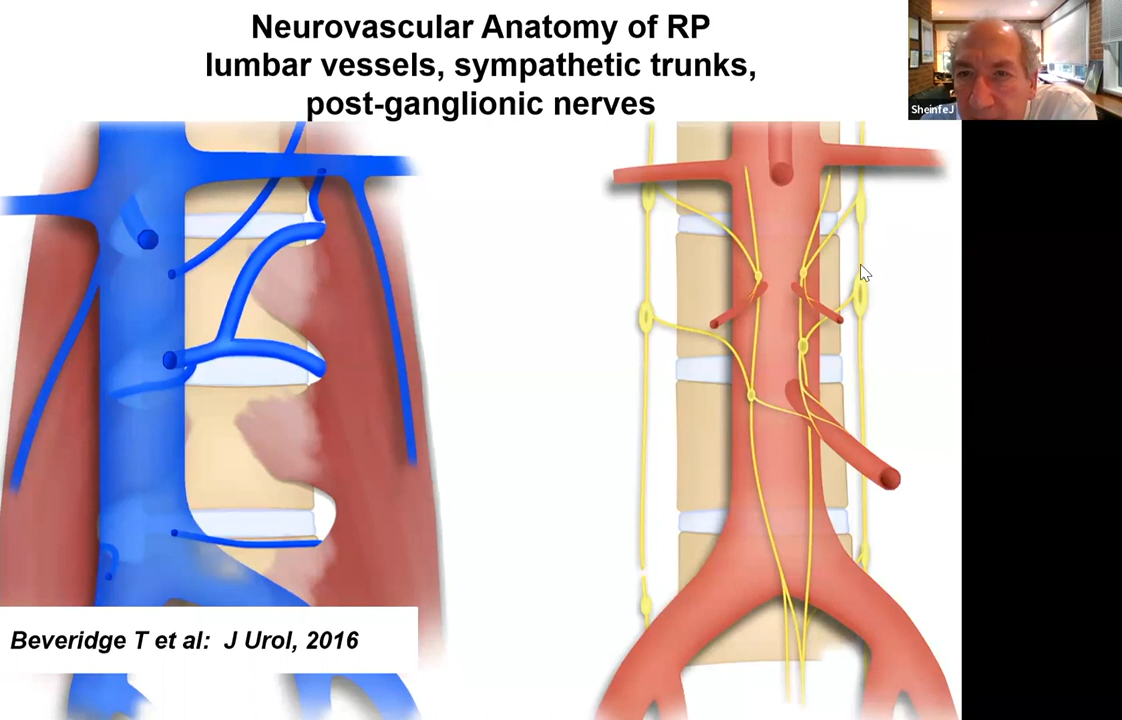 Neurovascular Anatomy of RP
lumbar vessels, sympathetic trunks,
post-ganglionic nerves
SheinfeJ
Beveridge T et al: J Urol, 2016